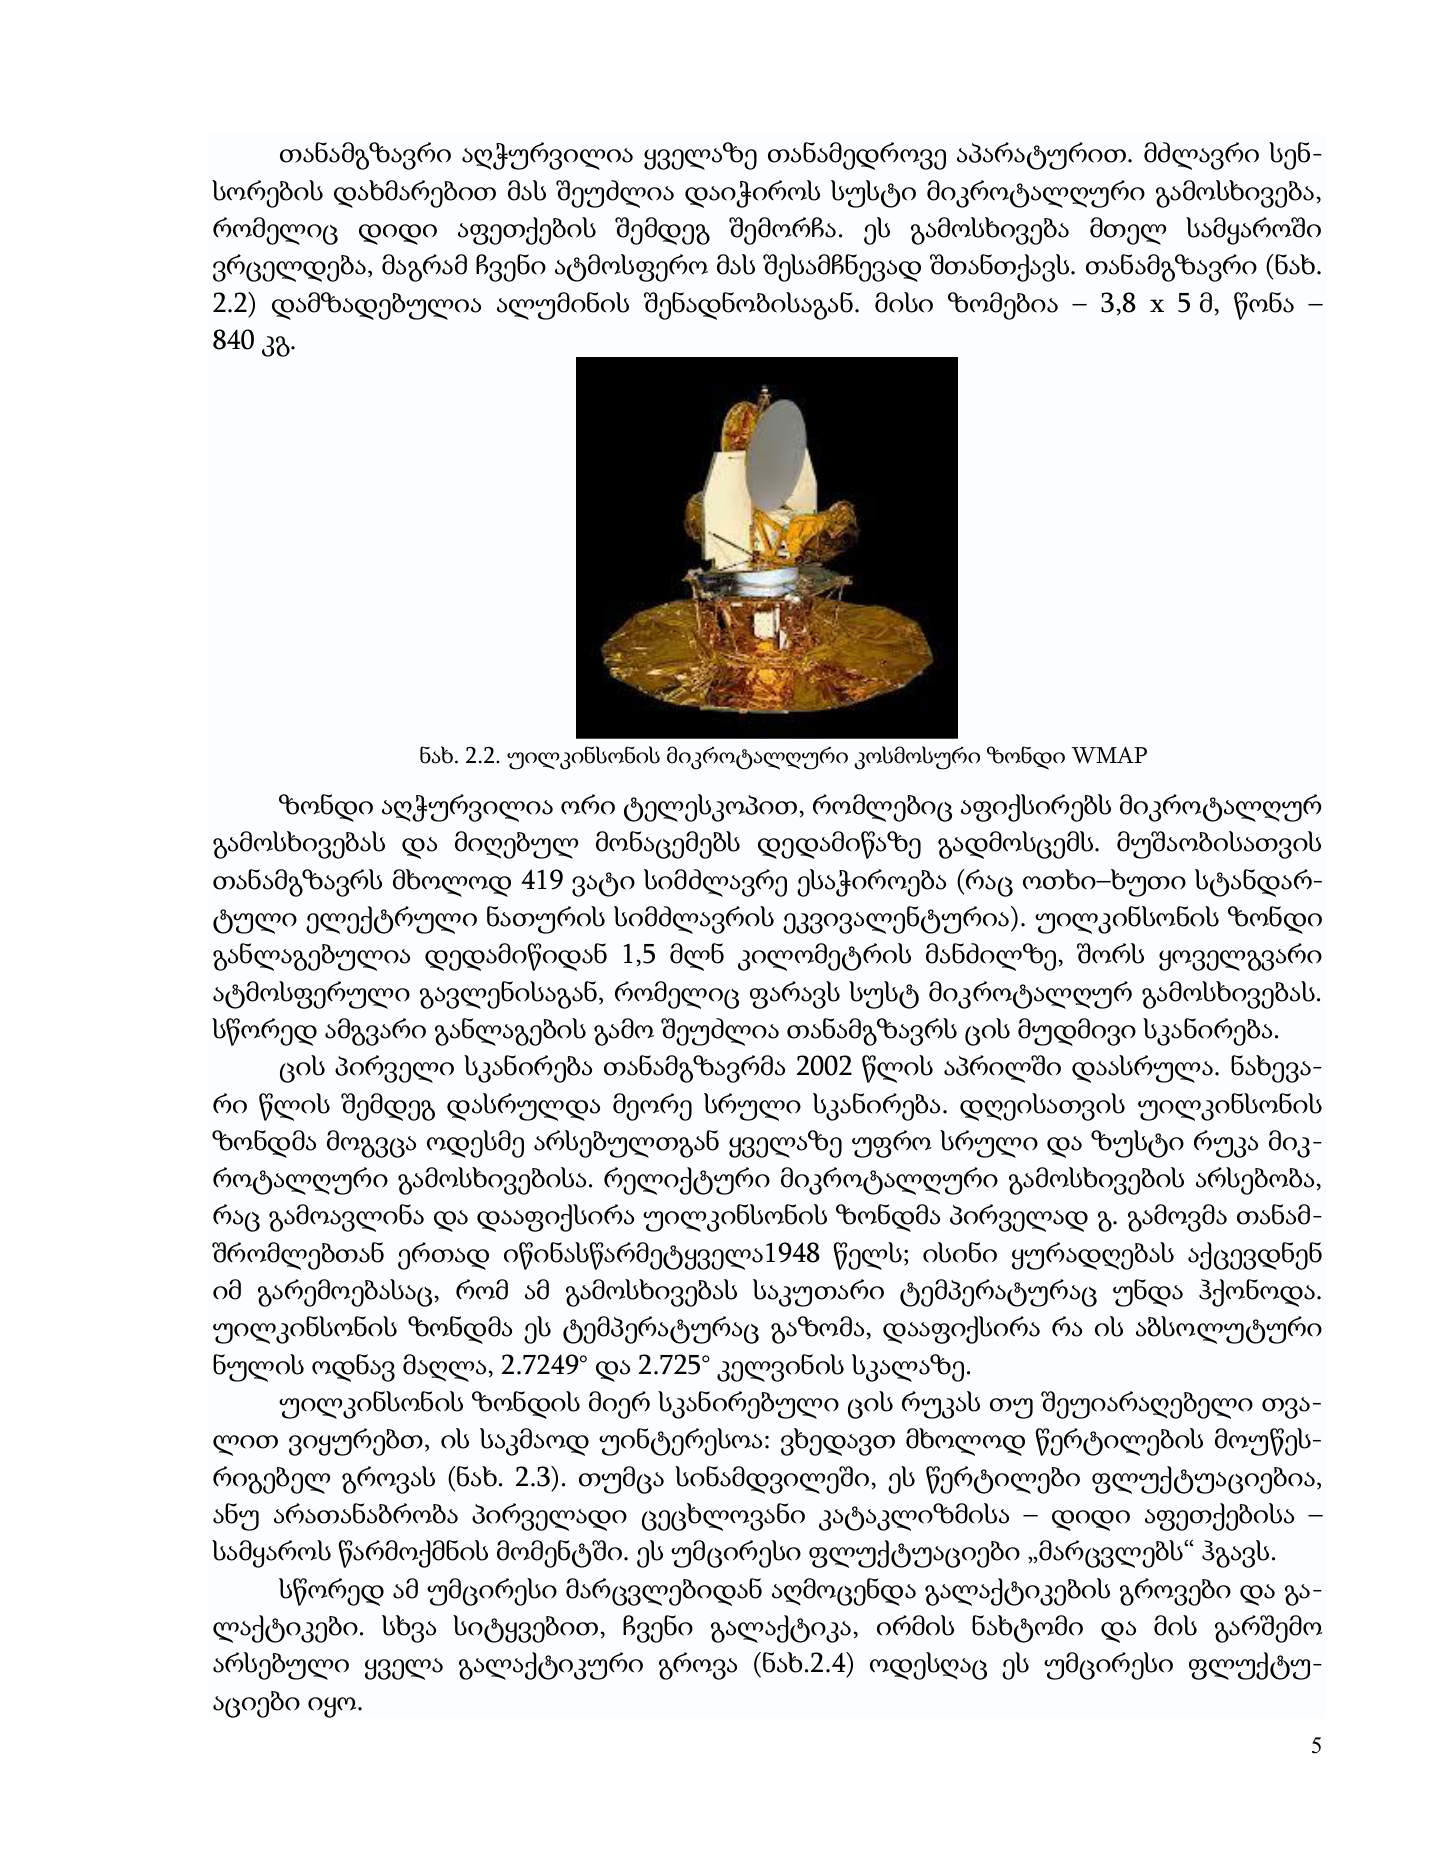 თანამგზავრი აღჭურვილია ყველაზე თანამედროვე აპარატურით. მძლავრი სენ-
სორების დახმარებით მას შეუძლია დაიჭიროს სუსტი მიკროტალღური გამოსხივება,
რომელიც დიდი აფეთქების შემდეგ შემორჩა. ეს გამოსხივება მთელ სამყაროში
ვრცელდება, მაგრამ ჩვენი ატმოსფერო მას შესამჩნევად შთანთქავს. თანამგზავრი (ნახ.
2.2) დამზადებულია ალუმინის შენადნობისაგან. მისი ზომებია – 3,8 x 5 მ, წონა –
840 კგ.
ნახ. 2.2. უილკინსონის მიკროტალღური კოსმოსური ზონდი WMAP
ზონდი აღჭურვილია ორი ტელესკოპით, რომლებიც აფიქსირებს მიკროტალღურ
გამოსხივებას და მიღებულ მონაცემებს დედამიწაზე გადმოსცემს. მუშაობისათვის
თანამგზავრს მხოლოდ 419 ვატი სიმძლავრე ესაჭიროება (რაც ოთხი–ხუთი სტანდარ-
ტული ელექტრული ნათურის სიმძლავრის ეკვივალენტურია). უილკინსონის ზონდი
განლაგებულია დედამიწიდან 1,5 მლნ კილომეტრის მანძილზე, შორს ყოველგვარი
ატმოსფერული გავლენისაგან, რომელიც ფარავს სუსტ მიკროტალღურ გამოსხივებას.
სწორედ ამგვარი განლაგების გამო შეუძლია თანამგზავრს ცის მუდმივი სკანირება.
ცის პირველი სკანირება თანამგზავრმა 2002 წლის აპრილში დაასრულა. ნახევა-
რი წლის შემდეგ დასრულდა მეორე სრული სკანირება. დღეისათვის უილკინსონის
ზონდმა მოგვცა ოდესმე არსებულთგან ყველაზე უფრო სრული და ზუსტი რუკა მიკ-
როტალღური გამოსხივებისა. რელიქტური მიკროტალღური გამოსხივების არსებობა,
რაც გამოავლინა და დააფიქსირა უილკინსონის ზონდმა პირველად გ. გამოვმა თანამ-
შრომლებთან ერთად იწინასწარმეტყველა1948 წელს; ისინი ყურადღებას აქცევდნენ
იმ გარემოებასაც, რომ ამ გამოსხივებას საკუთარი ტემპერატურაც უნდა ჰქონოდა.
უილკინსონის ზონდმა ეს ტემპერატურაც გაზომა, დააფიქსირა რა ის აბსოლუტური
ნულის ოდნავ მაღლა, 2.7249° და 2.725° კელვინის სკალაზე.
უილკინსონის ზონდის მიერ სკანირებული ცის რუკას თუ შეუიარაღებელი თვა-
ლით ვიყურებთ, ის საკმაოდ უინტერესოა: ვხედავთ მხოლოდ წერტილების მოუწეს-
რიგებელ გროვას (ნახ. 2.3). თუმცა სინამდვილეში, ეს წერტილები ფლუქტუაციებია,
ანუ არათანაბრობა პირველადი ცეცხლოვანი კატაკლიზმისა – დიდი აფეთქებისა –
სამყაროს წარმოქმნის მომენტში. ეს უმცირესი ფლუქტუაციები „მარცვლებს“ ჰგავს.
სწორედ ამ უმცირესი მარცვლებიდან აღმოცენდა გალაქტიკების გროვები და გა-
ლაქტიკები. სხვა სიტყვებით, ჩვენი გალაქტიკა, ირმის ნახტომი და მის გარშემო
არსებული ყველა გალაქტიკური გროვა (ნახ.2.4) ოდესღაც ეს უმცირესი ფლუქტუ-
აციები იყო.
5